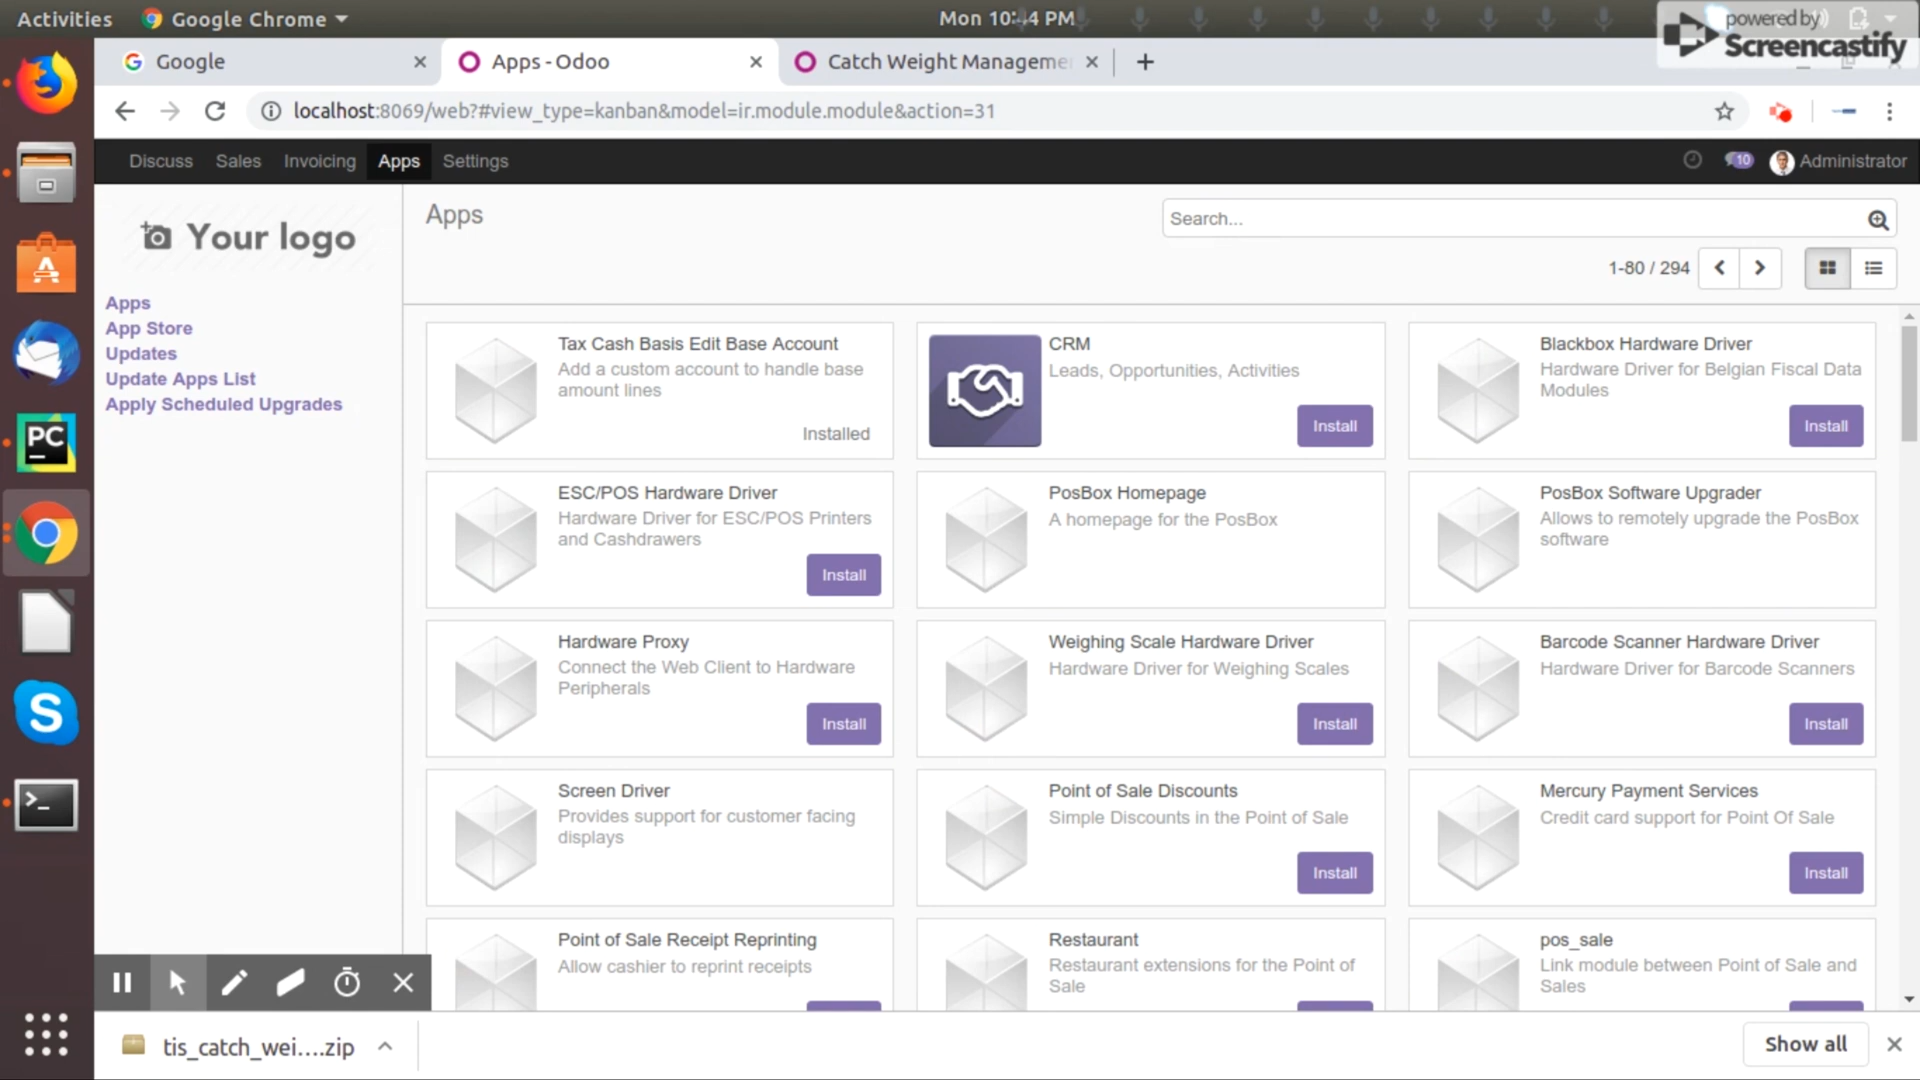 Activities
Google Chrome
Mon 10:44 PM
powered by
Screencastify
Google
Apps - Odoo
Catch Weight Manageme
localhost:8069/web?#view_type=kanban&model=ir.module.module&action=31
Discuss
Sales
Invoicing
Apps
Settings
10
Administrator
Your logo
Apps
App Store
Updates
Update Apps List
Apply Scheduled Upgrades
Apps
Search...
1-80 / 294
Tax Cash Basis Edit Base Account
Add a custom account to handle base
amount lines
Installed
CRM
Leads, Opportunities, Activities
Install
Blackbox Hardware Driver
Hardware Driver for Belgian Fiscal Data
Modules
Install
ESC/POS Hardware Driver
Hardware Driver for ESC/POS Printers
and Cashdrawers
Install
PosBox Homepage
A homepage for the PosBox
PosBox Software Upgrader
Allows to remotely upgrade the PosBox
software
Hardware Proxy
Connect the Web Client to Hardware
Peripherals
Install
Weighing Scale Hardware Driver
Hardware Driver for Weighing Scales
Install
Barcode Scanner Hardware Driver
Hardware Driver for Barcode Scanners
Install
Screen Driver
Provides support for customer facing
displays
Point of Sale Discounts
Simple Discounts in the Point of Sale
Install
Mercury Payment Services
Credit card support for Point Of Sale
Install
Point of Sale Receipt Reprinting
Allow cashier to reprint receipts
Restaurant
Restaurant extensions for the Point of
Sale
pos_sale
Link module between Point of Sale and
Sales
PC
S
tis_catch_wei....zip
Show all